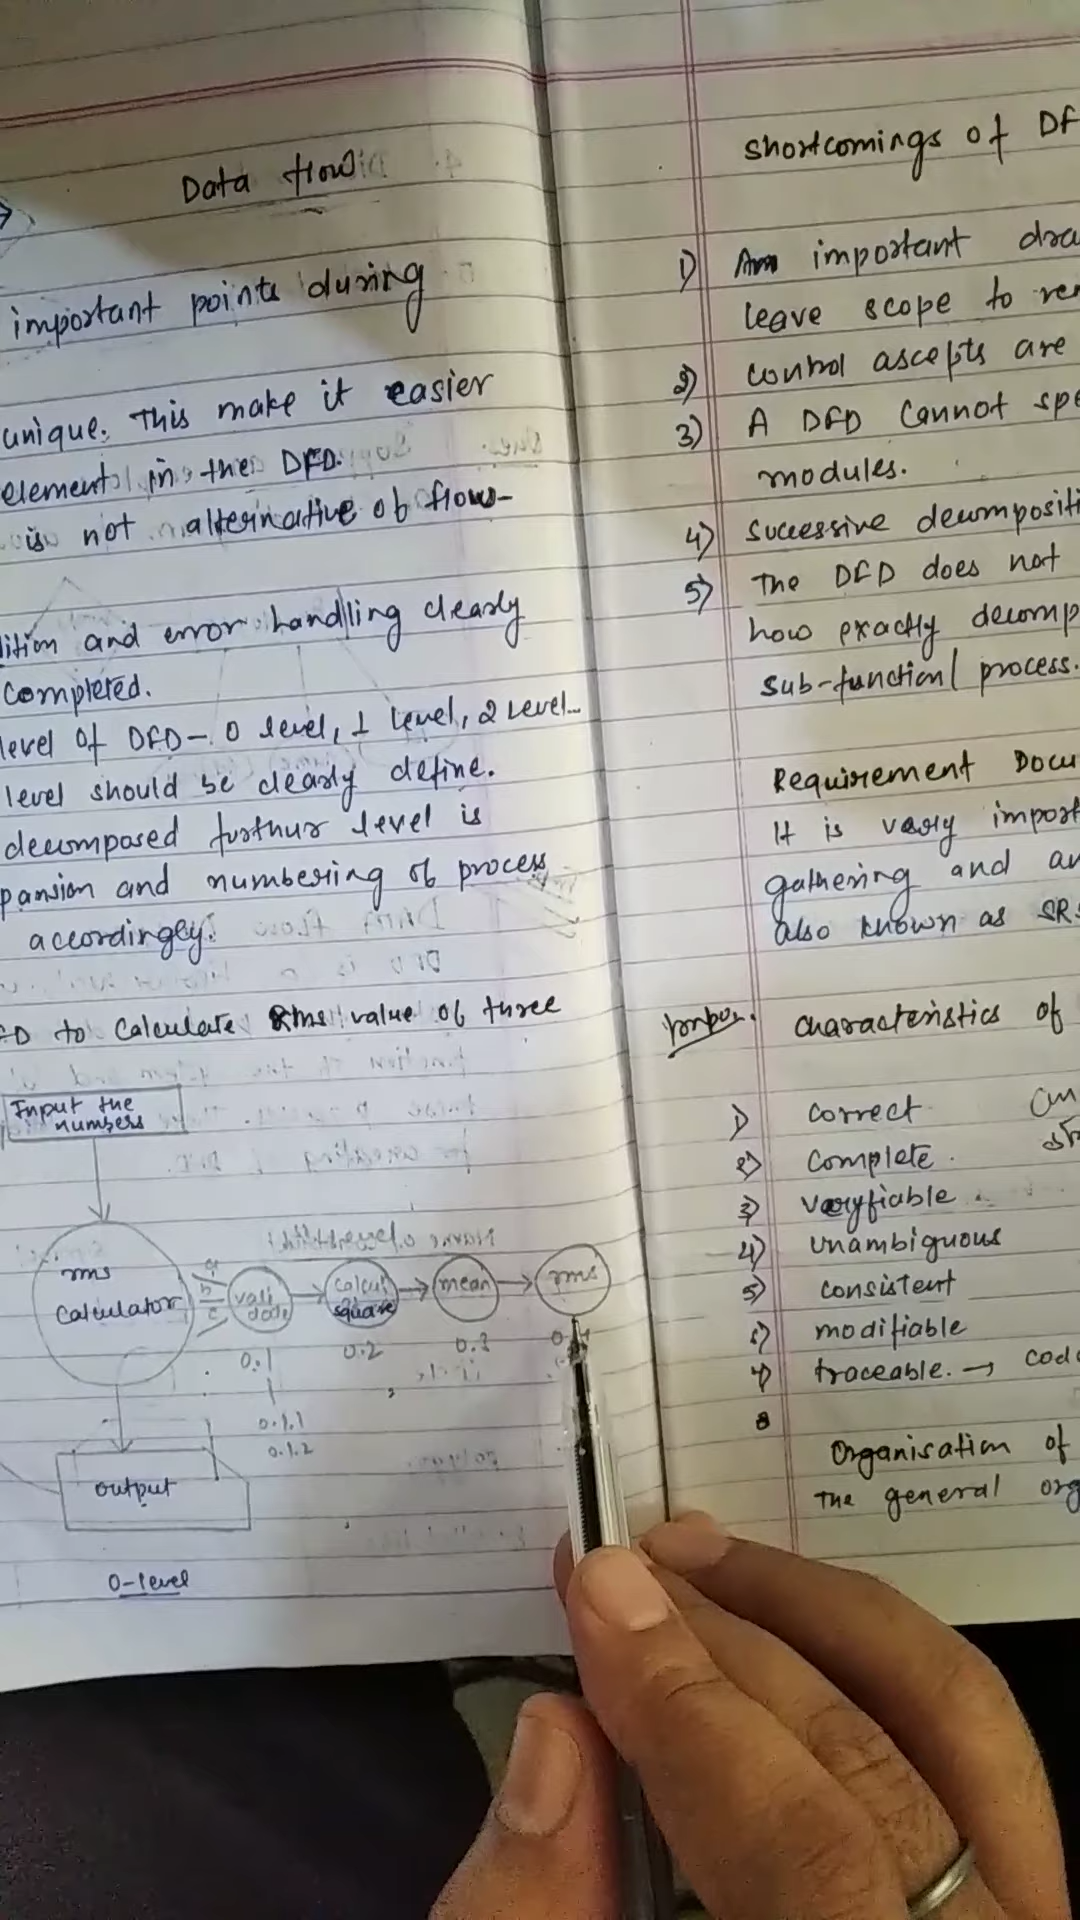 Data flow
important points during
unique. This make it easier
element in the DFD.
is not alternative of flow-
ition and error handling clearly
completed.
level of DFD - 0 level, 1 level, 2 level..
level should be clearly define.
decomposed furthur level is
pansion and numbering of process
accordingly.
D to calculate rms value of three
Input the
numbers
rms
calculator
a
b
c
vali
date
calcul
square
mean
rms
0.1
0.2
0.3
0.1.1
0.1.2
output
0-level
Shortcomings of DF
1) An important dra
leave scope to
2) control ascepts are
3) A DFD cannot spe
modules.
4) Successive decompositi
5) The DFD does not
how exactly decomp
sub-function/process.
Requirement Docu
It is vary import
gathering and an
also known as SRS
characteristics of
1) correct
2) complete.
3) varyfiable
4) unambiguous
5) consistent
6) modifiable
7) traceable. → cod
8
Organisation of
The general org